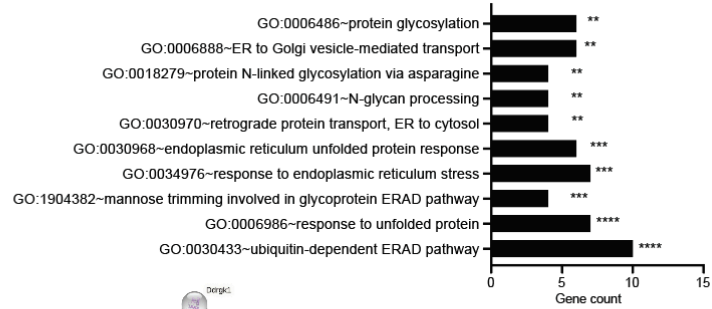 GO:0006486~protein glycosylation **
GO:0006888~ER to Golgi vesicle-mediated transport **
GO:0018279~protein N-linked glycosylation via asparagine **
GO:0006491~N-glycan processing **
GO:0030970~retrograde protein transport, ER to cytosol **
GO:0030968~endoplasmic reticulum unfolded protein response ***
GO:0034976~response to endoplasmic reticulum stress ***
GO:1904382~mannose trimming involved in glycoprotein ERAD pathway ***
GO:0006986~response to unfolded protein ****
GO:0030433~ubiquitin-dependent ERAD pathway ****
0 5 10 15
Gene count
Ddrgk1